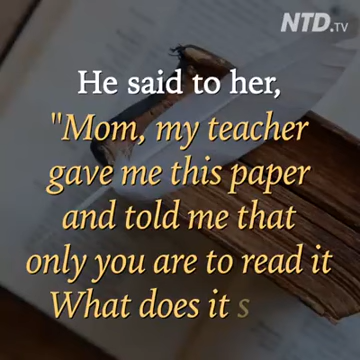 NTD.TV
He said to her,
"Mom, my teacher
gave me this paper
and told me that
only you are to read it
What does it s